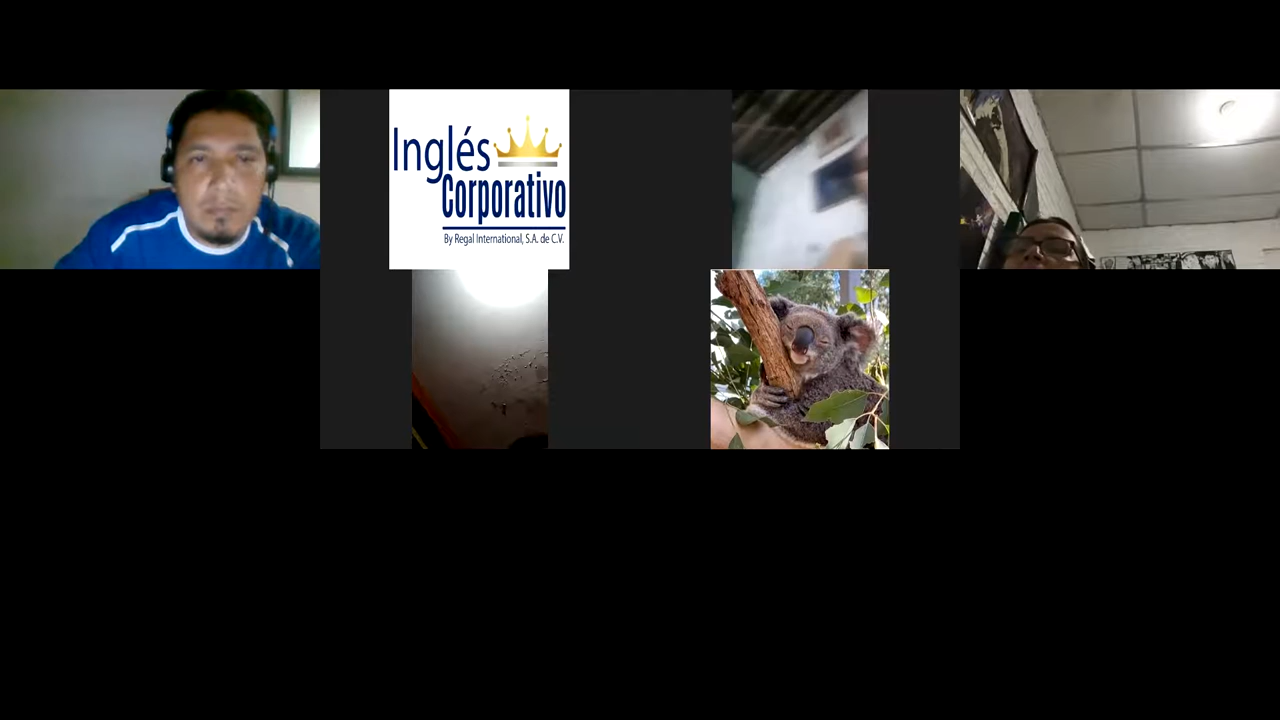 Inglés
Corporativo
By Regal International, S.A. de C.V.